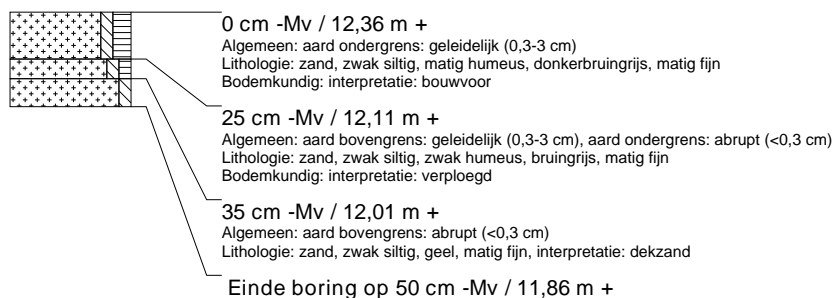 0 cm -Mv / 12,36 m +
Algemeen: aard ondergrens: geleidelijk (0,3-3 cm)
Lithologie: zand, zwak siltig, matig humeus, donkerbruingrijs, matig fijn
Bodemkundig: interpretatie: bouwvoor
25 cm -Mv / 12,11 m +
Algemeen: aard bovengrens: geleidelijk (0,3-3 cm), aard ondergrens: abrupt (<0,3 cm)
Lithologie: zand, zwak siltig, zwak humeus, bruingrijs, matig fijn
Bodemkundig: interpretatie: verploegd
35 cm -Mv / 12,01 m +
Algemeen: aard bovengrens: abrupt (<0,3 cm)
Lithologie: zand, zwak siltig, geel, matig fijn, interpretatie: dekzand
Einde boring op 50 cm -Mv / 11,86 m +